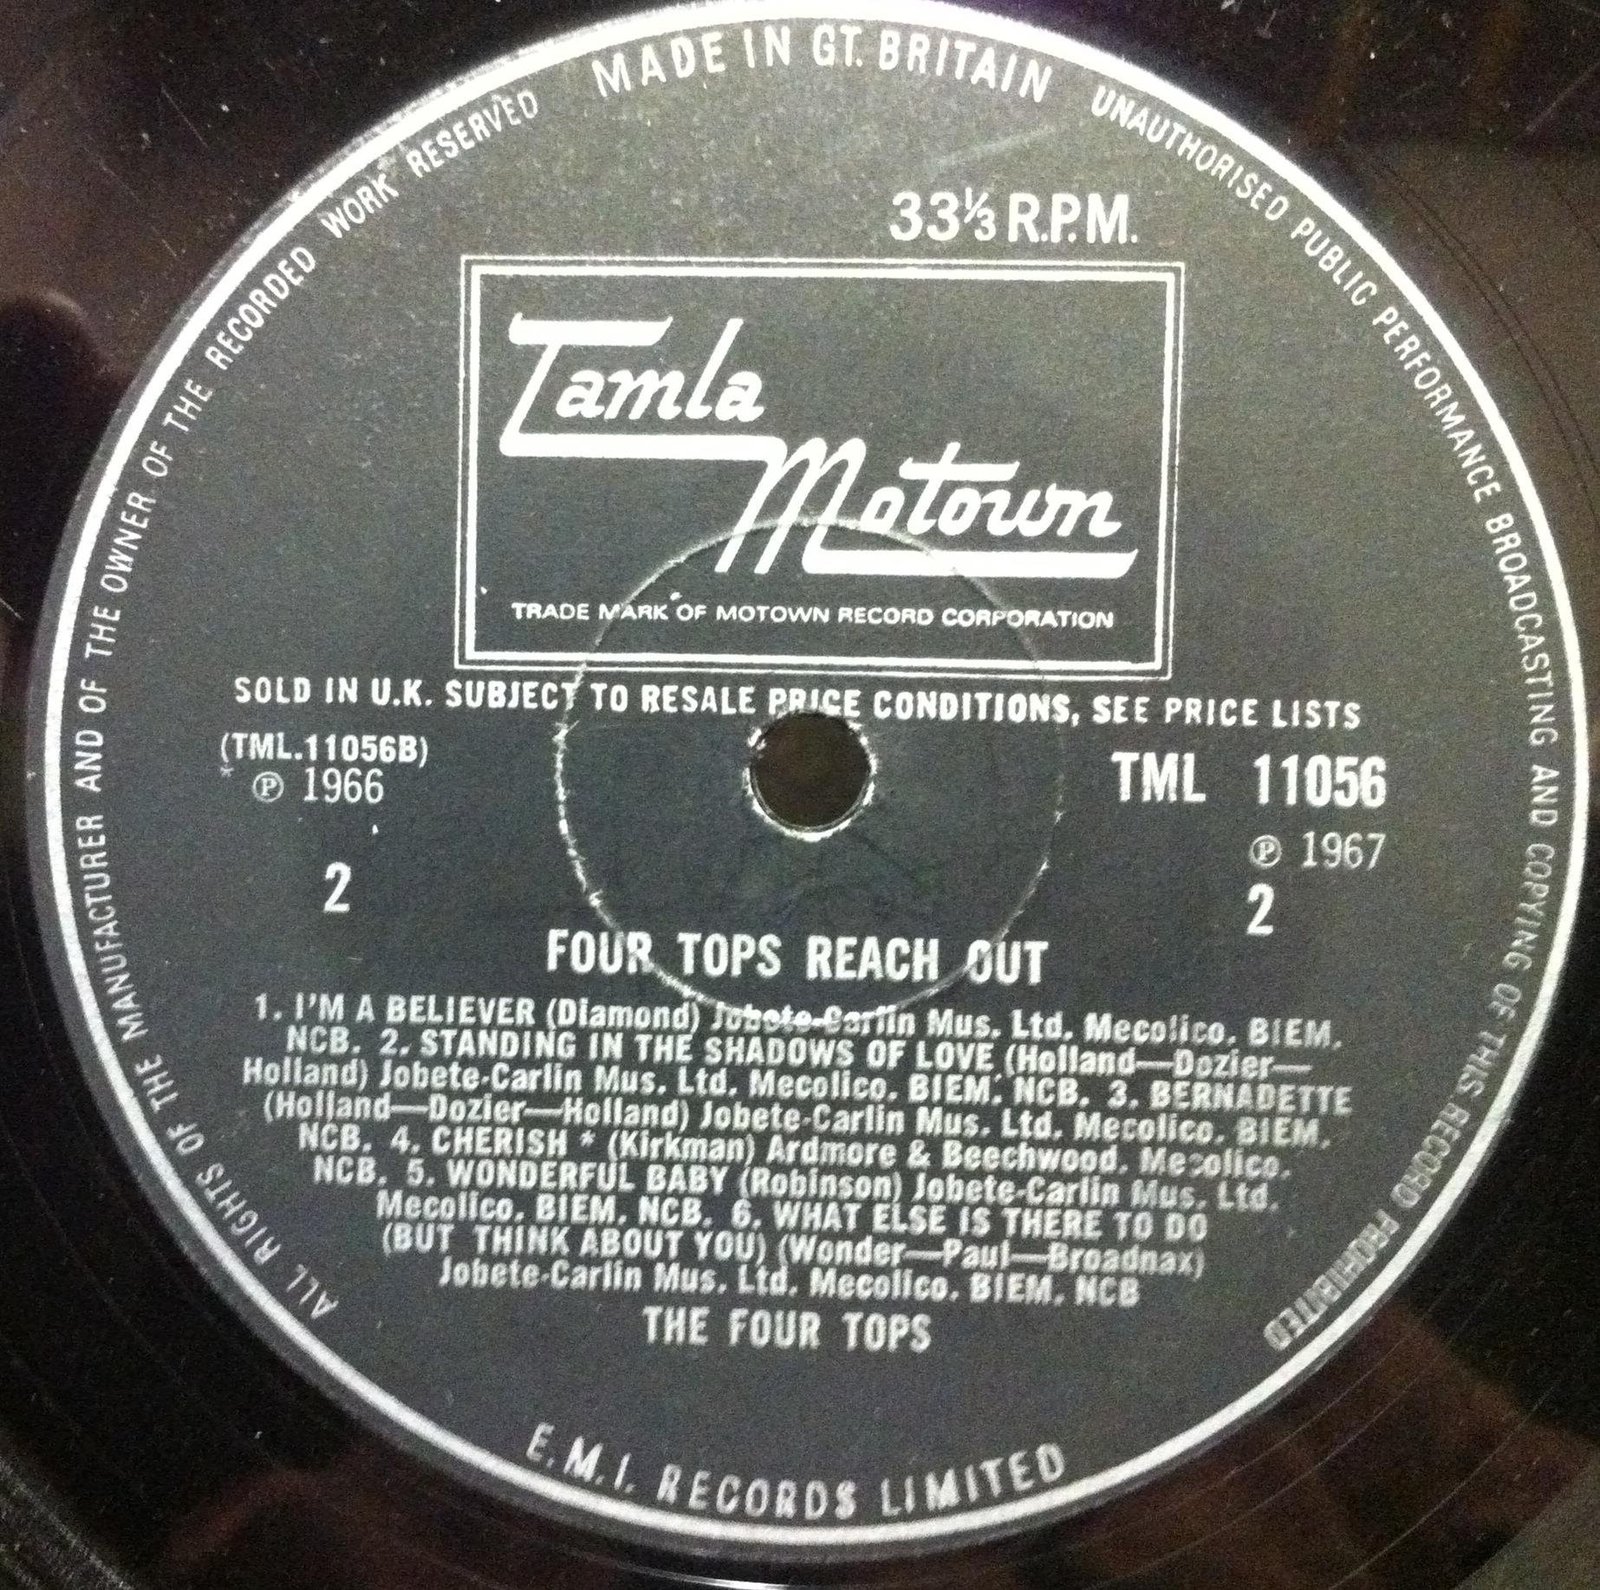 MADE IN GT. BRITAIN
UNAUTHORISED PUBLIC PERFORMANCE BROADCASTING AND COPYING OF THIS RECORD PROHIBITED
ALL RIGHTS OF THE MANUFACTURER AND OF THE OWNER OF THE RECORDED WORK RESERVED
33⅓ R.P.M.
Tamla
Motown
TRADE MARK OF MOTOWN RECORD CORPORATION
SOLD IN U.K. SUBJECT TO RESALE PRICE CONDITIONS, SEE PRICE LISTS
(TML.11056B)
* ℗ 1966
TML 11056
℗ 1967
2
2
FOUR TOPS REACH OUT
1. I'M A BELIEVER (Diamond) Jobete-Carlin Mus. Ltd. Mecolico. BIEM.
NCB. 2. STANDING IN THE SHADOWS OF LOVE (Holland—Dozier—
Holland) Jobete-Carlin Mus. Ltd. Mecolico. BIEM. NCB. 3. BERNADETTE
(Holland—Dozier—Holland) Jobete-Carlin Mus. Ltd. Mecolico. BIEM.
NCB. 4. CHERISH * (Kirkman) Ardmore & Beechwood. Mecolico.
NCB. 5. WONDERFUL BABY (Robinson) Jobete-Carlin Mus. Ltd.
Mecolico. BIEM. NCB. 6. WHAT ELSE IS THERE TO DO
(BUT THINK ABOUT YOU) (Wonder—Paul—Broadnax)
Jobete-Carlin Mus. Ltd. Mecolico. BIEM. NCB
THE FOUR TOPS
E.M.I. RECORDS LIMITED